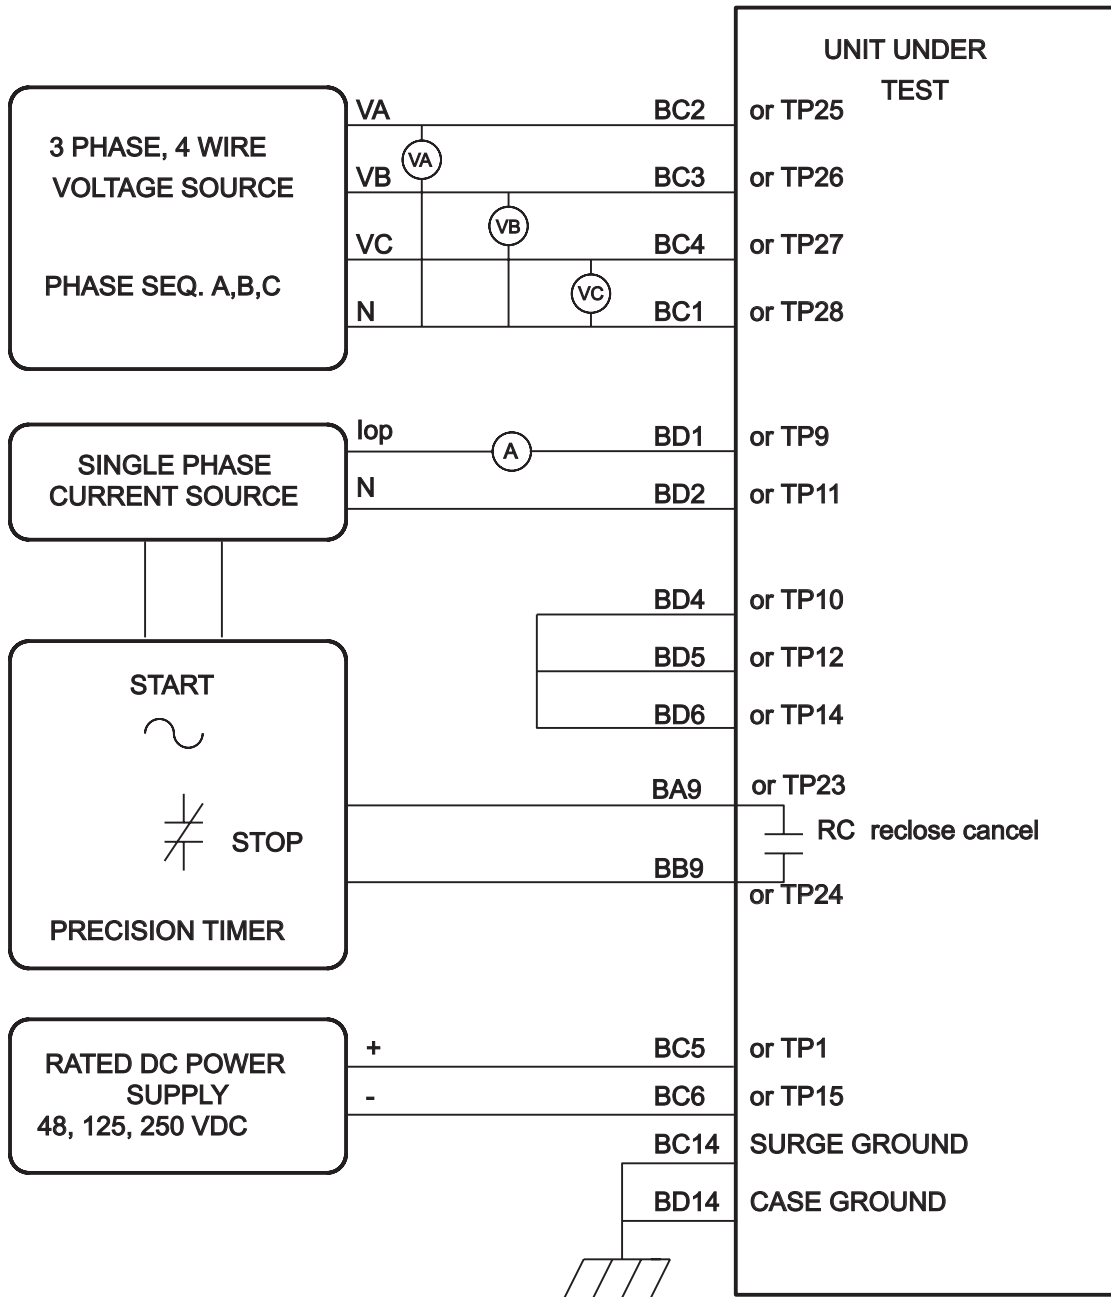 UNIT UNDER
TEST
3 PHASE, 4 WIRE
VOLTAGE SOURCE
PHASE SEQ. A,B,C
VA
BC2
or TP25
VA
VB
BC3
or TP26
VB
VC
BC4
or TP27
VC
N
BC1
or TP28
SINGLE PHASE
CURRENT SOURCE
Iop
A
BD1
or TP9
N
BD2
or TP11
BD4
or TP10
BD5
or TP12
BD6
or TP14
START
STOP
PRECISION TIMER
BA9
or TP23
RC reclose cancel
BB9
or TP24
RATED DC POWER
SUPPLY
48, 125, 250 VDC
+
BC5
or TP1
-
BC6
or TP15
BC14
SURGE GROUND
BD14
CASE GROUND